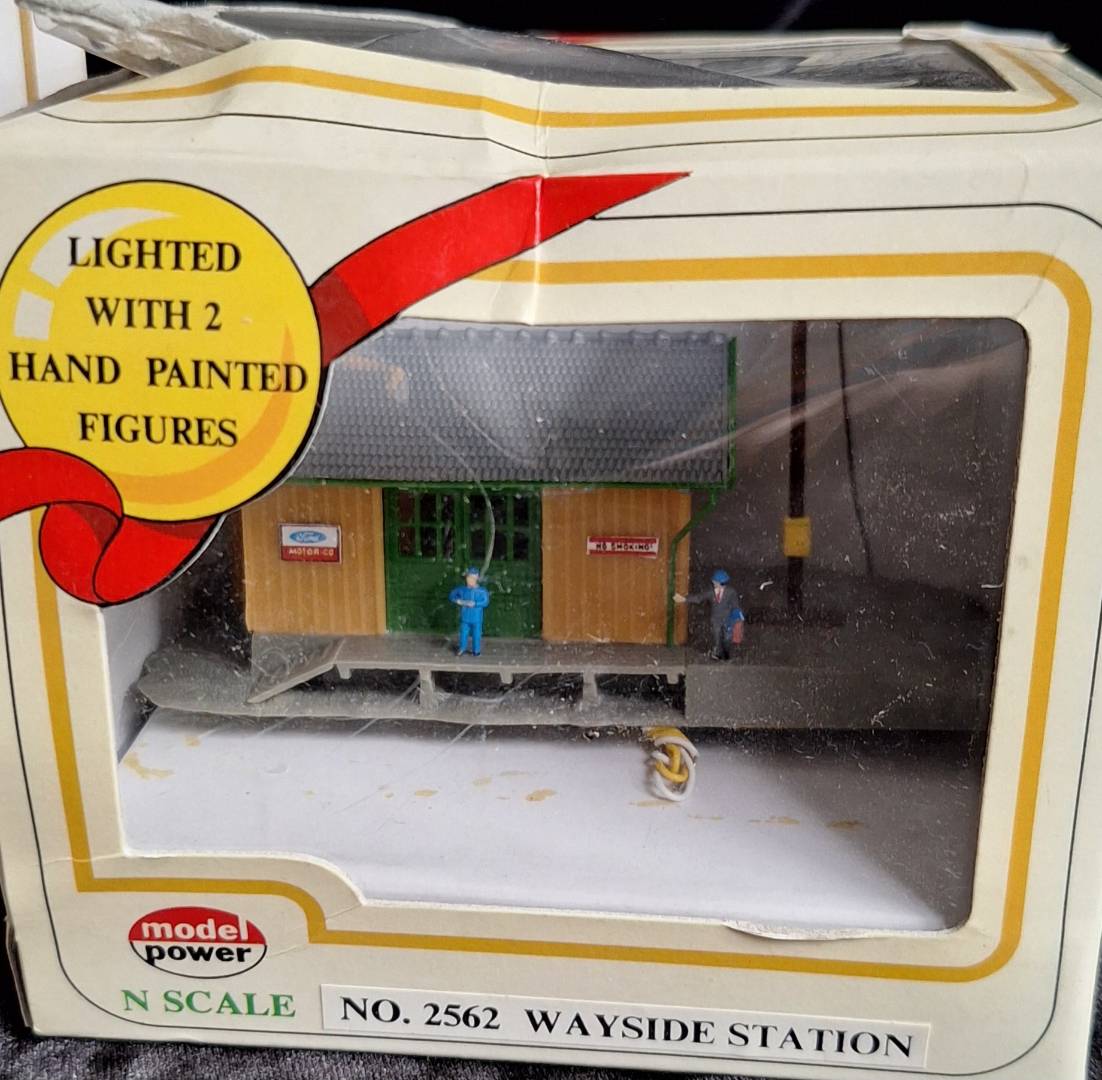 LIGHTED
WITH 2
HAND PAINTED
FIGURES
Ford
MOTOR CO
NO SMOKING
model
power
N SCALE
NO. 2562 WAYSIDE STATION